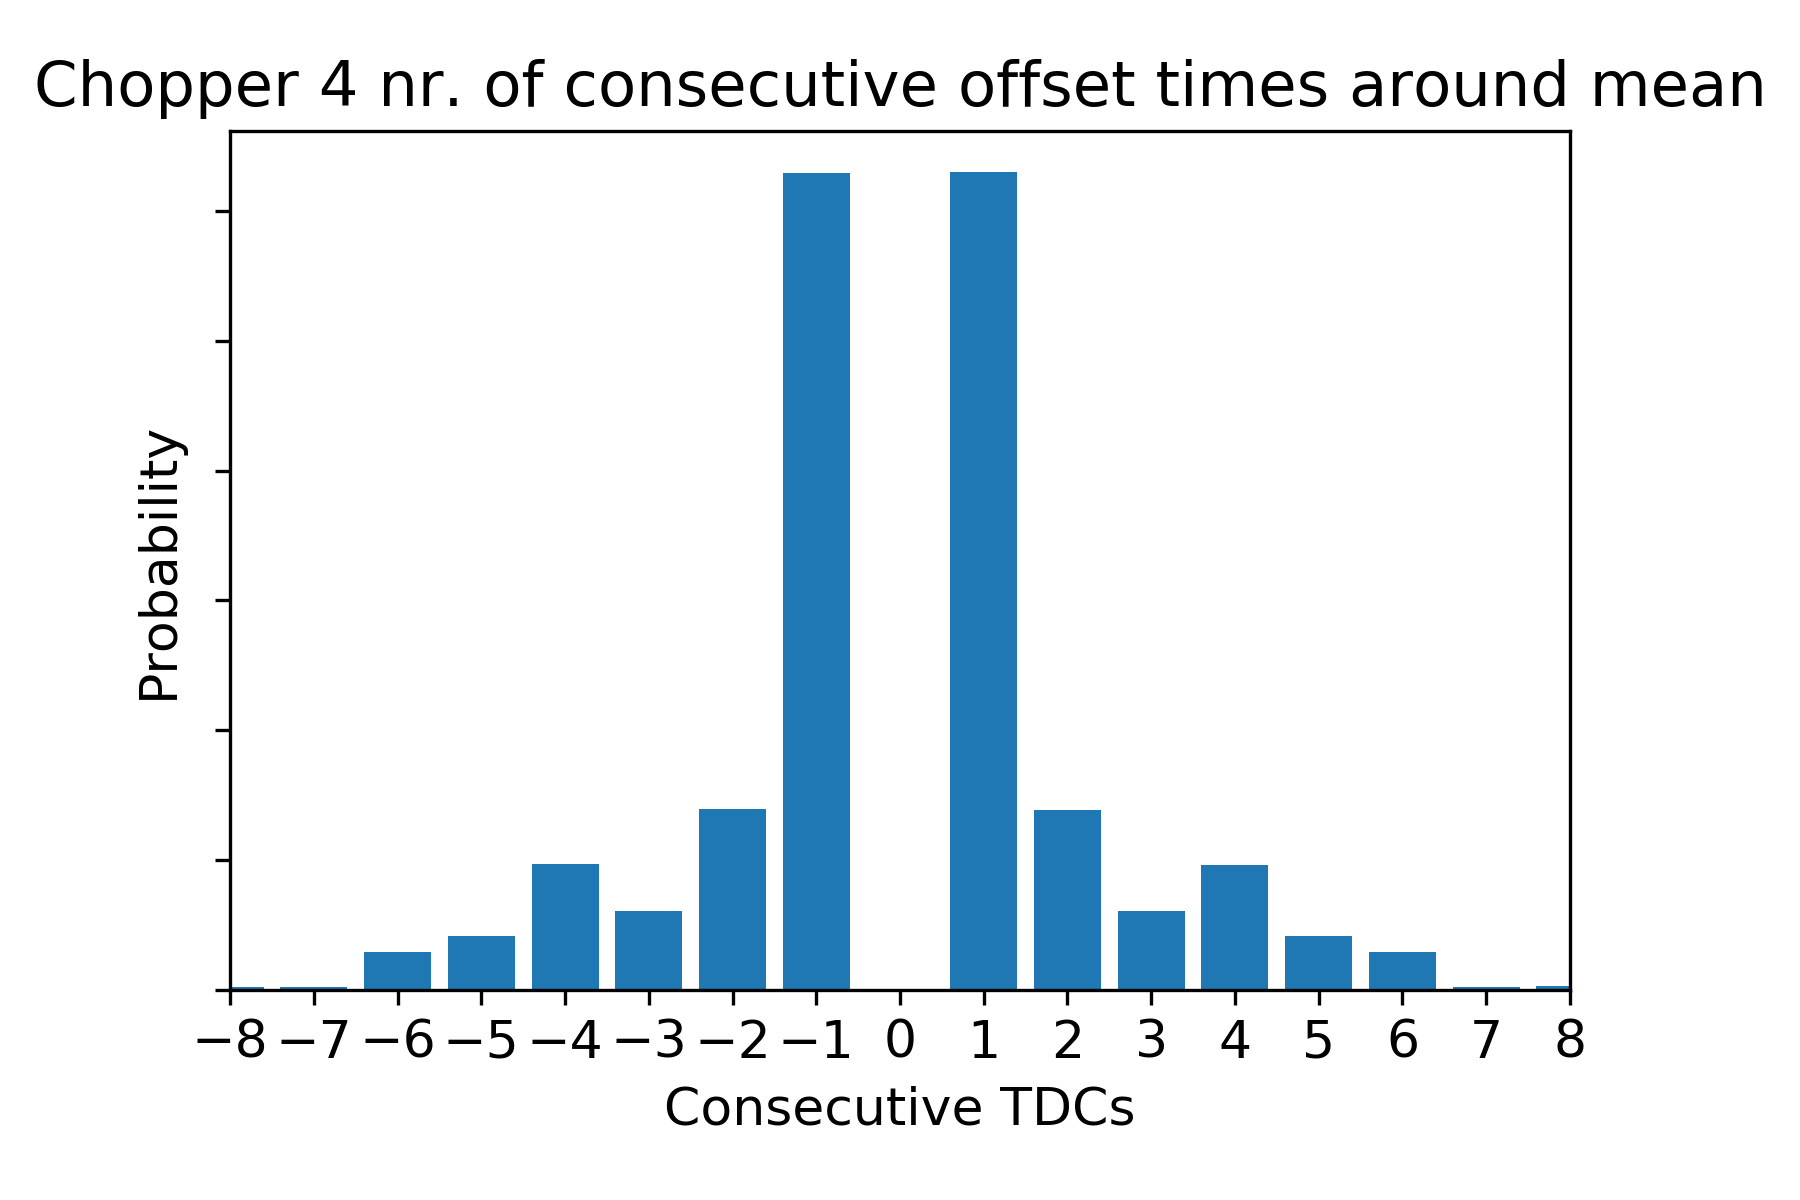 Chopper 4 nr. of consecutive offset times around mean
Probability
−8 −7 −6 −5 −4 −3 −2 −1 0 1 2 3 4 5 6 7 8
Consecutive TDCs